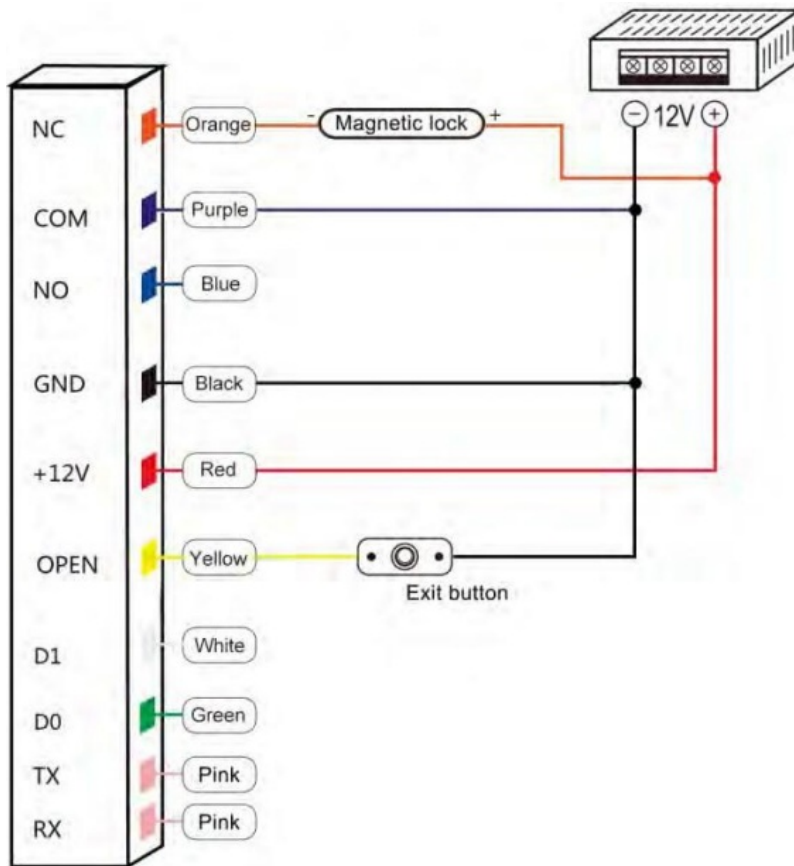 - 12V +
NC Orange - Magnetic lock +
COM Purple
NO Blue
GND Black
+12V Red
OPEN Yellow
Exit button
D1 White
D0 Green
TX Pink
RX Pink